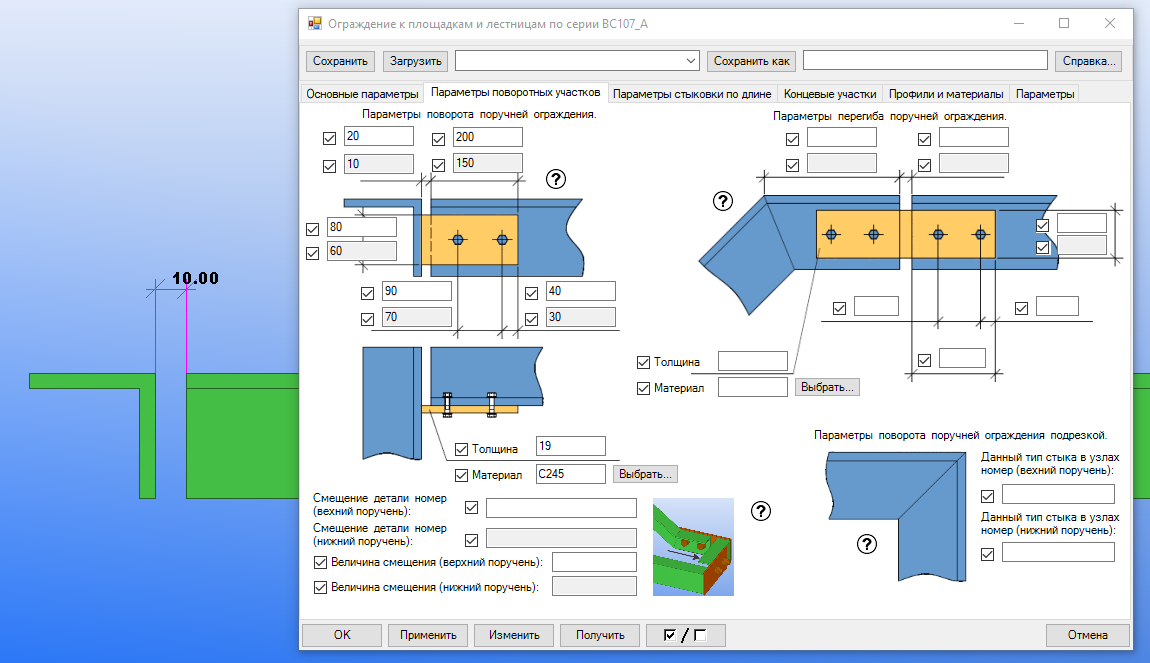 Ограждение к площадкам и лестницам по серии ВС107_А
Сохранить
Загрузить
Сохранить как
Справка...
Основные параметры
Параметры поворотных участков
Параметры стыковки по длине
Концевые участки
Профили и материалы
Параметры
Параметры поворота поручней ограждения.
Параметры перегиба поручней ограждения.
20
200
10
150
?
?
80
60
10.00
90
40
70
30
Толщина
Материал
Выбрать...
Параметры поворота поручней ограждения подрезкой.
Толщина
19
Материал
С245
Выбрать...
Данный тип стыка в узлах
номер (вехний поручень):
Данный тип стыка в узлах
номер (нижний поручень):
?
Смещение детали номер
(вехний поручень):
Смещение детали номер
(нижний поручень):
Величина смещения (верхний поручень):
Величина смещения (нижний поручень):
?
OK
Применить
Изменить
Получить
/
Отмена